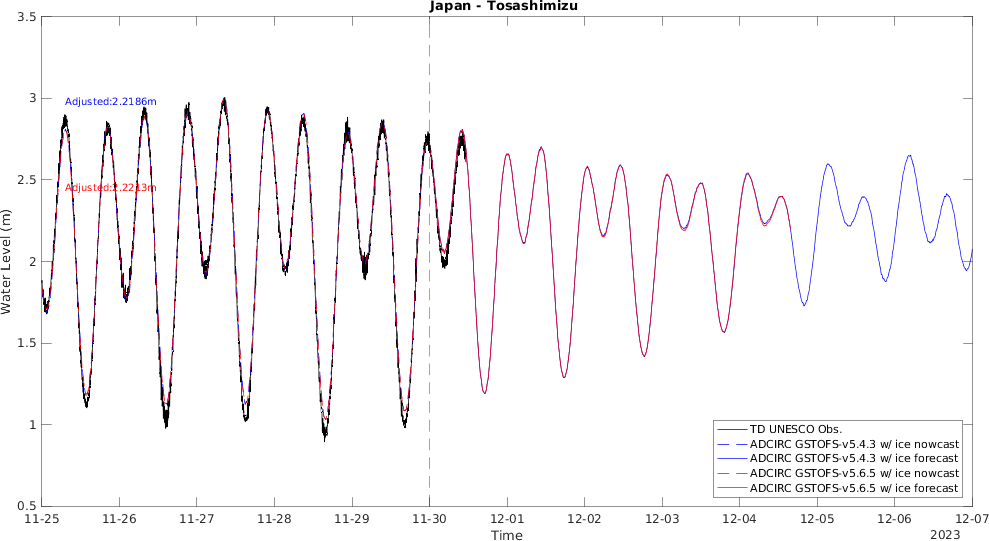 Japan - Tosashimizu
3.5
3
2.5
2
1.5
1
0.5
Water Level (m)
Adjusted:2.2186m
Adjusted:2.2213m
TD UNESCO Obs.
ADCIRC GSTOFS-v5.4.3 w/ ice nowcast
ADCIRC GSTOFS-v5.4.3 w/ ice forecast
ADCIRC GSTOFS-v5.6.5 w/ ice nowcast
ADCIRC GSTOFS-v5.6.5 w/ ice forecast
11-25 11-26 11-27 11-28 11-29 11-30 12-01 12-02 12-03 12-04 12-05 12-06 12-07
Time
2023